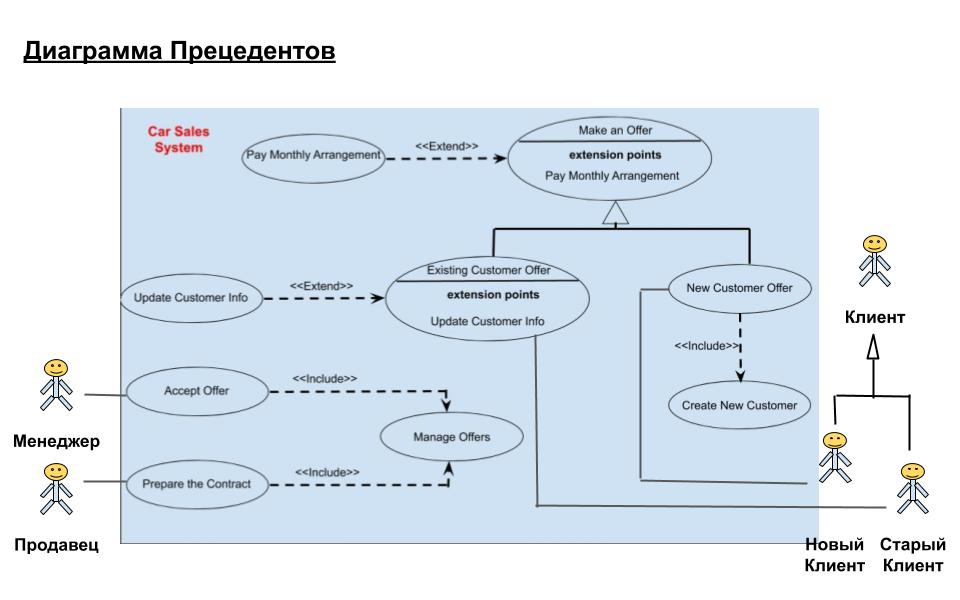 Диаграмма Прецедентов
Car Sales
System
Pay Monthly Arrangement
<<Extend>>
Make an Offer
extension points
Pay Monthly Arrangement
Update Customer Info
<<Extend>>
Existing Customer Offer
extension points
Update Customer Info
New Customer Offer
<<Include>>
Create New Customer
Клиент
Accept Offer
<<Include>>
Manage Offers
Менеджер
Prepare the Contract
<<Include>>
Продавец
Новый
Клиент
Старый
Клиент